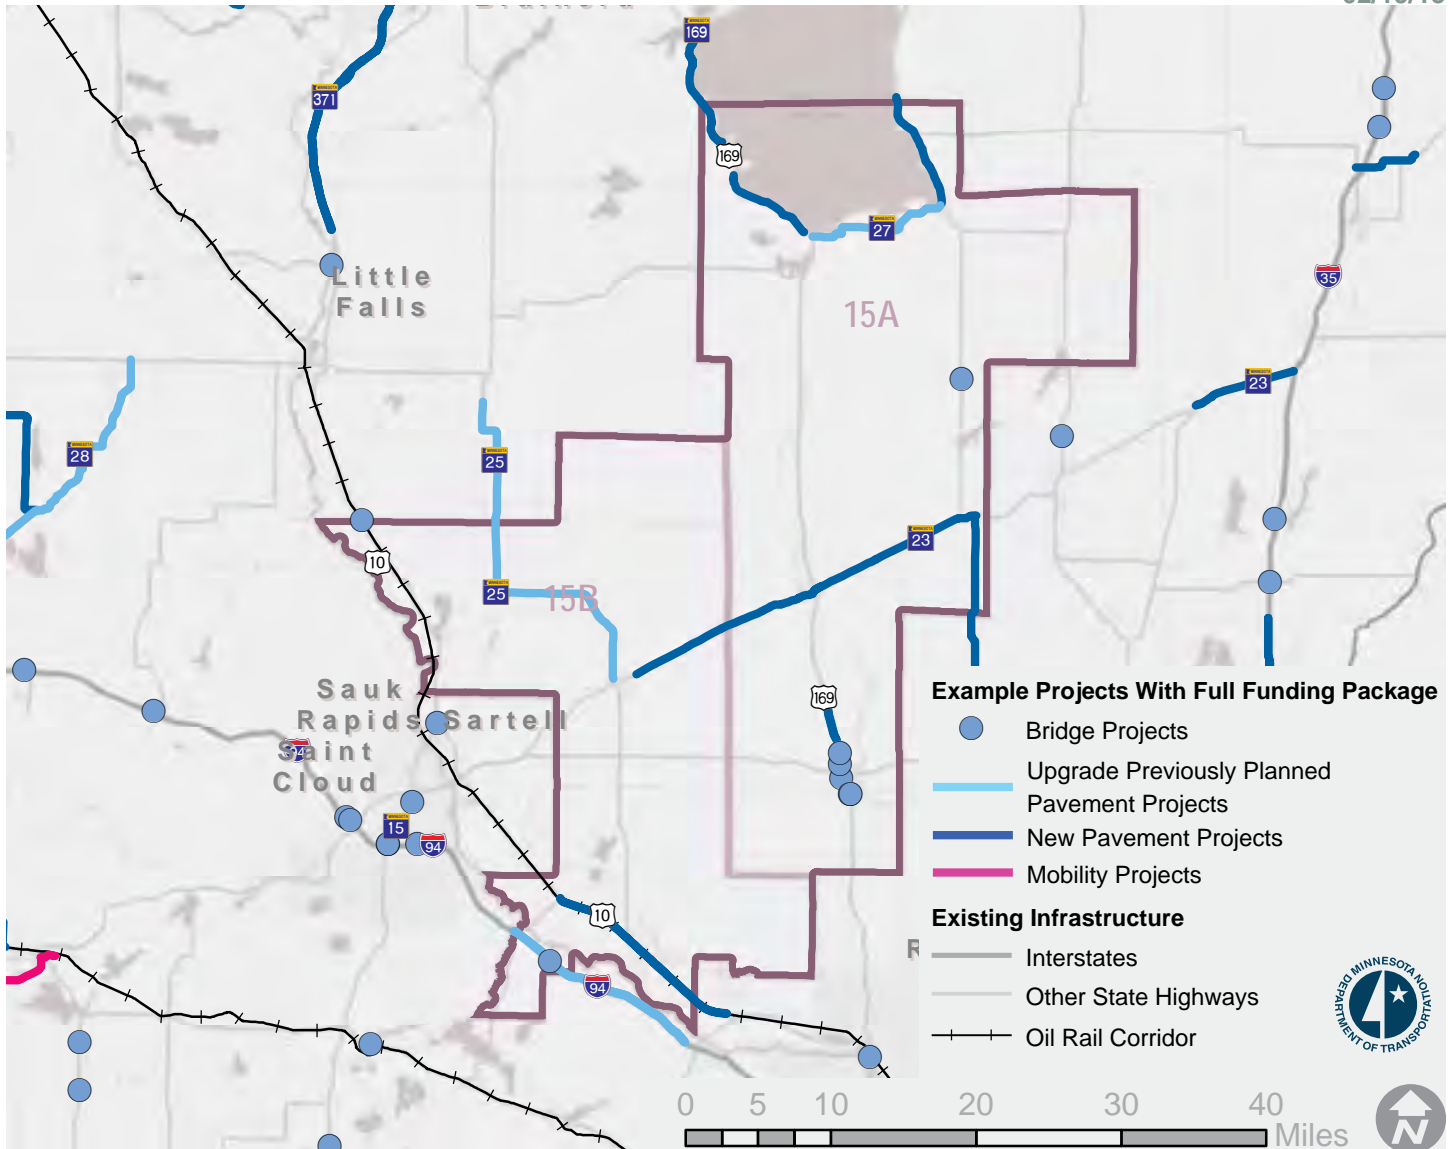 169
371
169
27
35
Little
Falls
15A
23
28
25
23
10
25
15B
Sauk
Rapids
Sartell
169
94
Saint
Cloud
15
94
10
94
R
Example Projects With Full Funding Package
Bridge Projects
Upgrade Previously Planned
Pavement Projects
New Pavement Projects
Mobility Projects
Existing Infrastructure
Interstates
Other State Highways
Oil Rail Corridor
MINNESOTA DEPARTMENT OF TRANSPORTATION
0 5 10 20 30 40
Miles
N